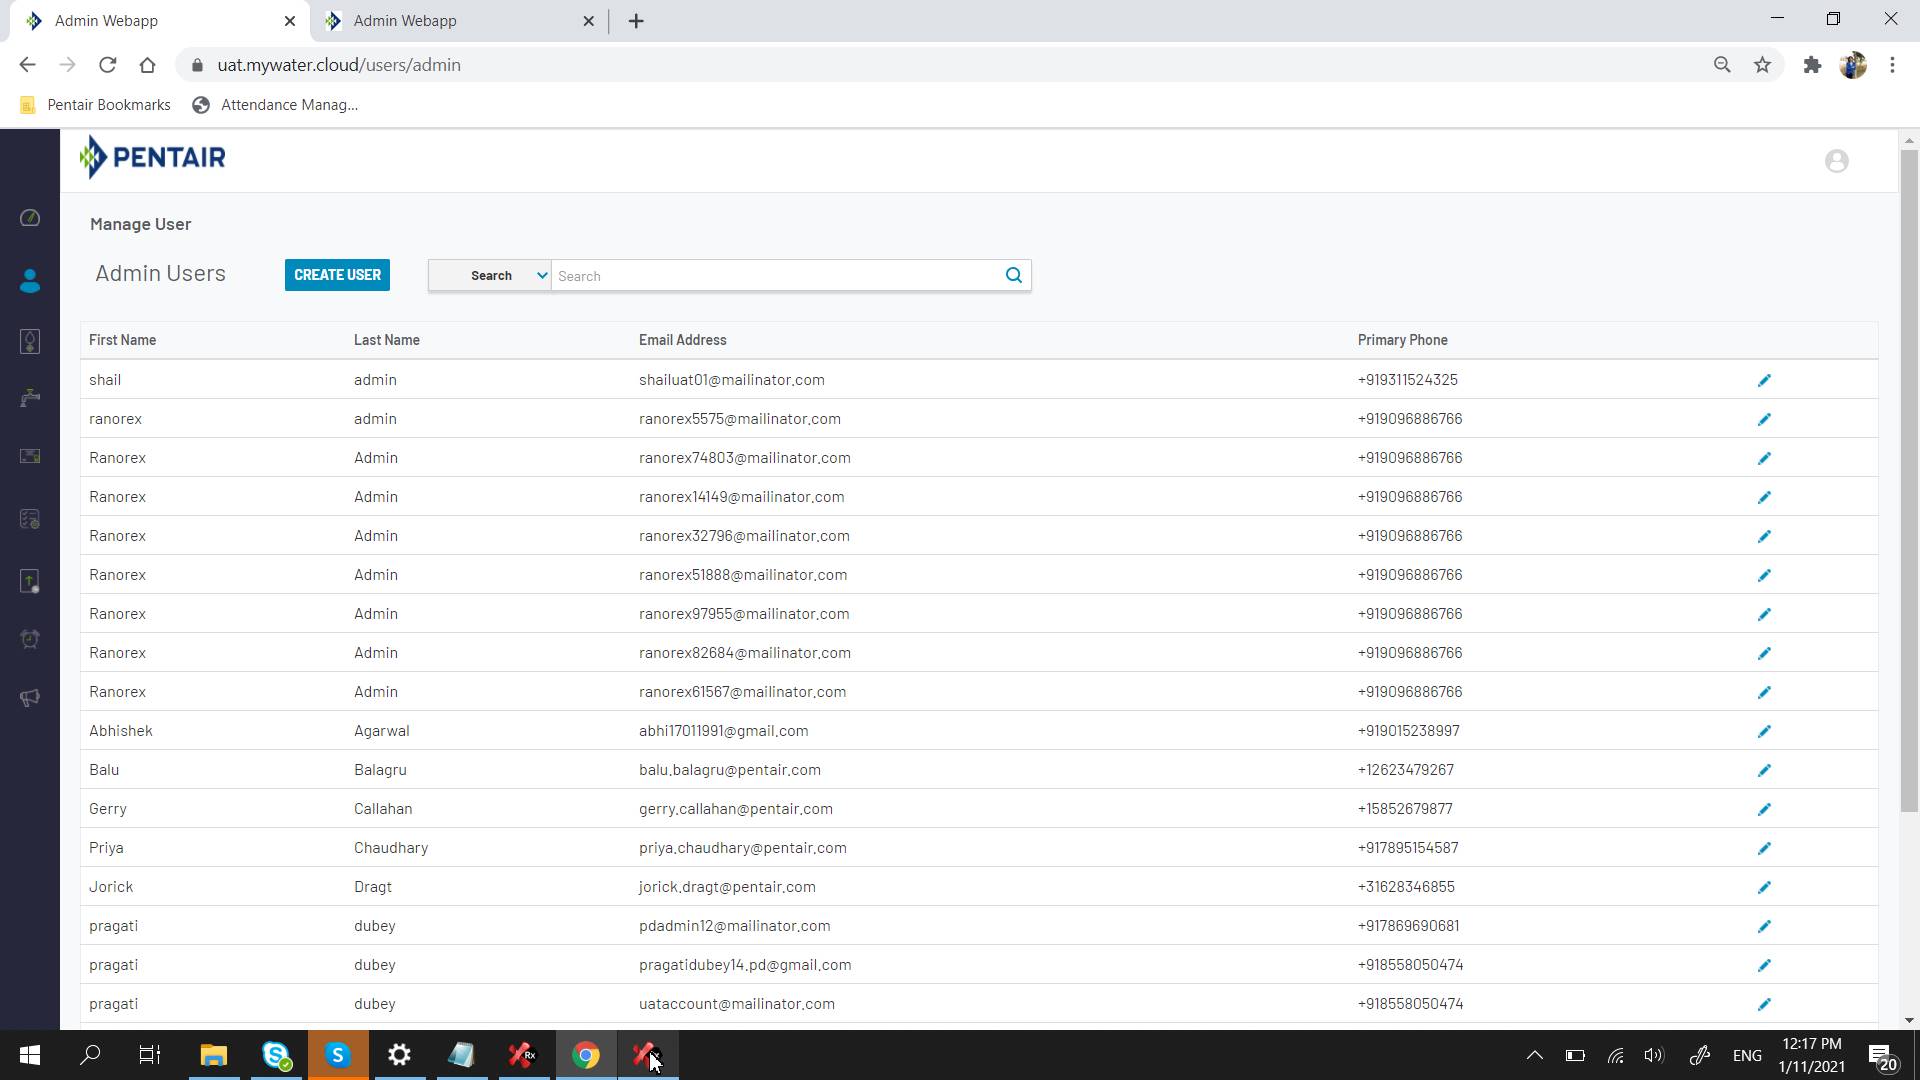 Admin Webapp
Admin Webapp
uat.mywater.cloud/users/admin
Pentair Bookmarks
Attendance Manag...
PENTAIR
Manage User
Admin Users
CREATE USER
Search
Search
First Name Last Name Email Address Primary Phone
shail admin shailuat01@mailinator.com +919311524325
ranorex admin ranorex5575@mailinator.com +919096886766
Ranorex Admin ranorex74803@mailinator.com +919096886766
Ranorex Admin ranorex14149@mailinator.com +919096886766
Ranorex Admin ranorex32796@mailinator.com +919096886766
Ranorex Admin ranorex51888@mailinator.com +919096886766
Ranorex Admin ranorex97955@mailinator.com +919096886766
Ranorex Admin ranorex82684@mailinator.com +919096886766
Ranorex Admin ranorex61567@mailinator.com +919096886766
Abhishek Agarwal abhi17011991@gmail.com +919015238997
Balu Balagru balu.balagru@pentair.com +12623479267
Gerry Callahan gerry.callahan@pentair.com +15852679877
Priya Chaudhary priya.chaudhary@pentair.com +917895154587
Jorick Dragt jorick.dragt@pentair.com +31628346855
pragati dubey pdadmin12@mailinator.com +917869690681
pragati dubey pragatidubey14.pd@gmail.com +918558050474
pragati dubey uataccount@mailinator.com +918558050474
S
S
Rx
ENG
12:17 PM
1/11/2021
20